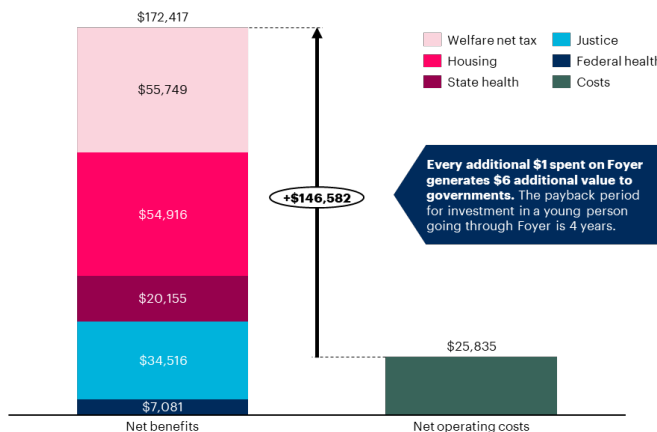 $172,417
Welfare net tax
Justice
Housing
Federal health
State health
Costs
$55,749
Every additional $1 spent on Foyer
generates $6 additional value to
governments. The payback period
for investment in a young person
going through Foyer is 4 years.
+$146,582
$54,916
$20,155
$34,516
$25,835
$7,081
Net benefits
Net operating costs